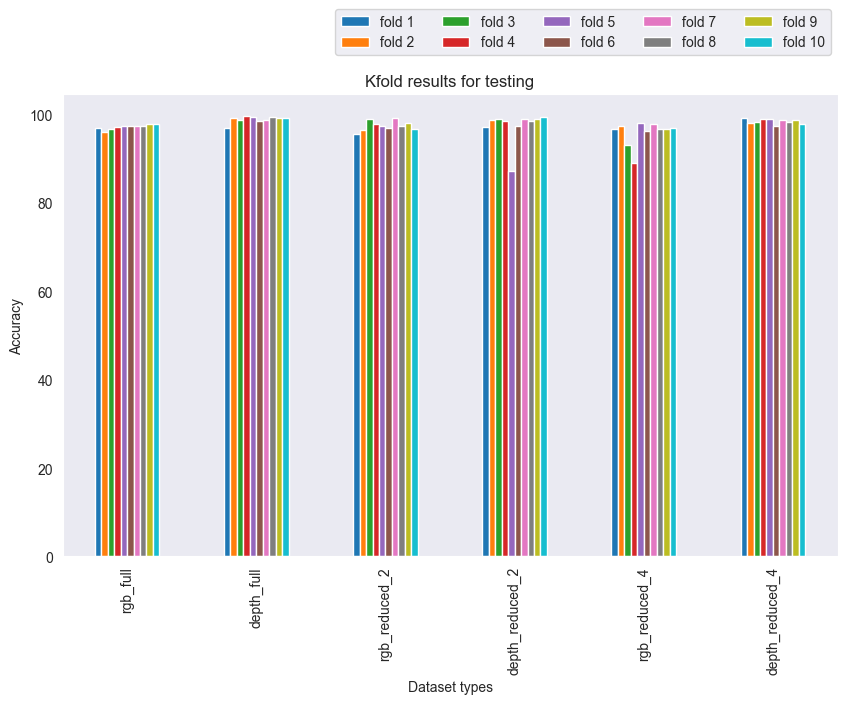 fold 1 fold 3 fold 5 fold 7 fold 9
fold 2 fold 4 fold 6 fold 8 fold 10
Kfold results for testing
100
80
60
40
20
0
Accuracy
rgb_full
depth_full
rgb_reduced_2
depth_reduced_2
rgb_reduced_4
depth_reduced_4
Dataset types